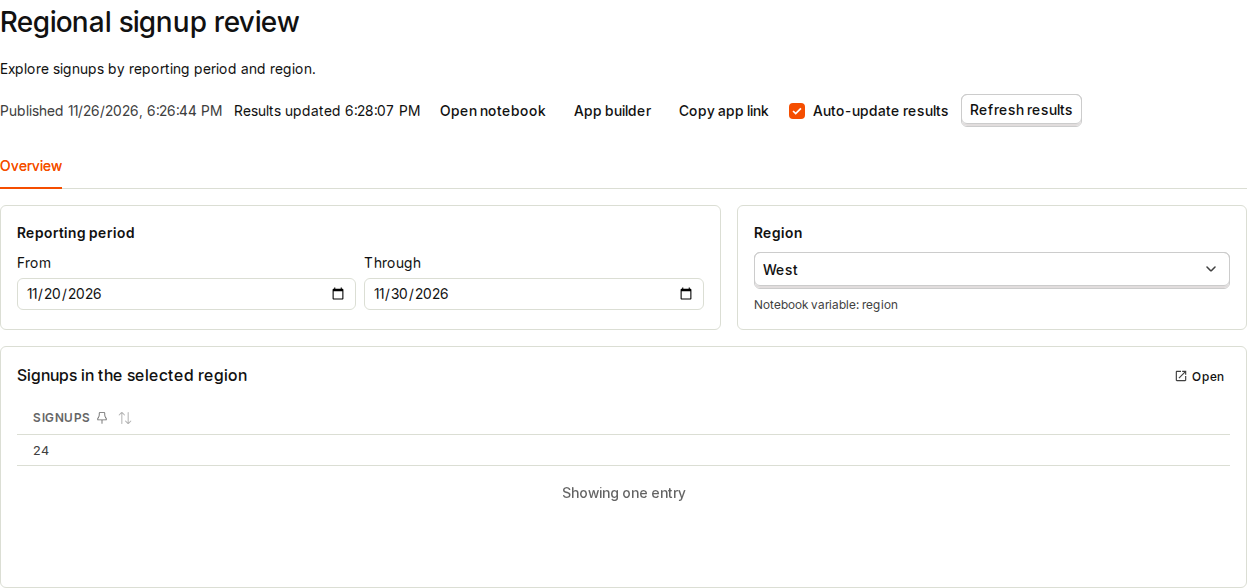 Regional signup review
Explore signups by reporting period and region.
Published 11/26/2026, 6:26:44 PM Results updated 6:28:07 PM Open notebook App builder Copy app link Auto-update results Refresh results
Overview
Reporting period
From Through
11/20/2026 11/30/2026
Region
West
Notebook variable: region
Signups in the selected region Open
SIGNUPS
24
Showing one entry